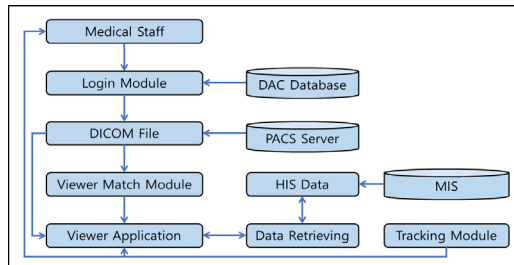 Medical Staff
Login Module
DAC Database
DICOM File
PACS Server
Viewer Match Module
HIS Data
MIS
Viewer Application
Data Retrieving
Tracking Module